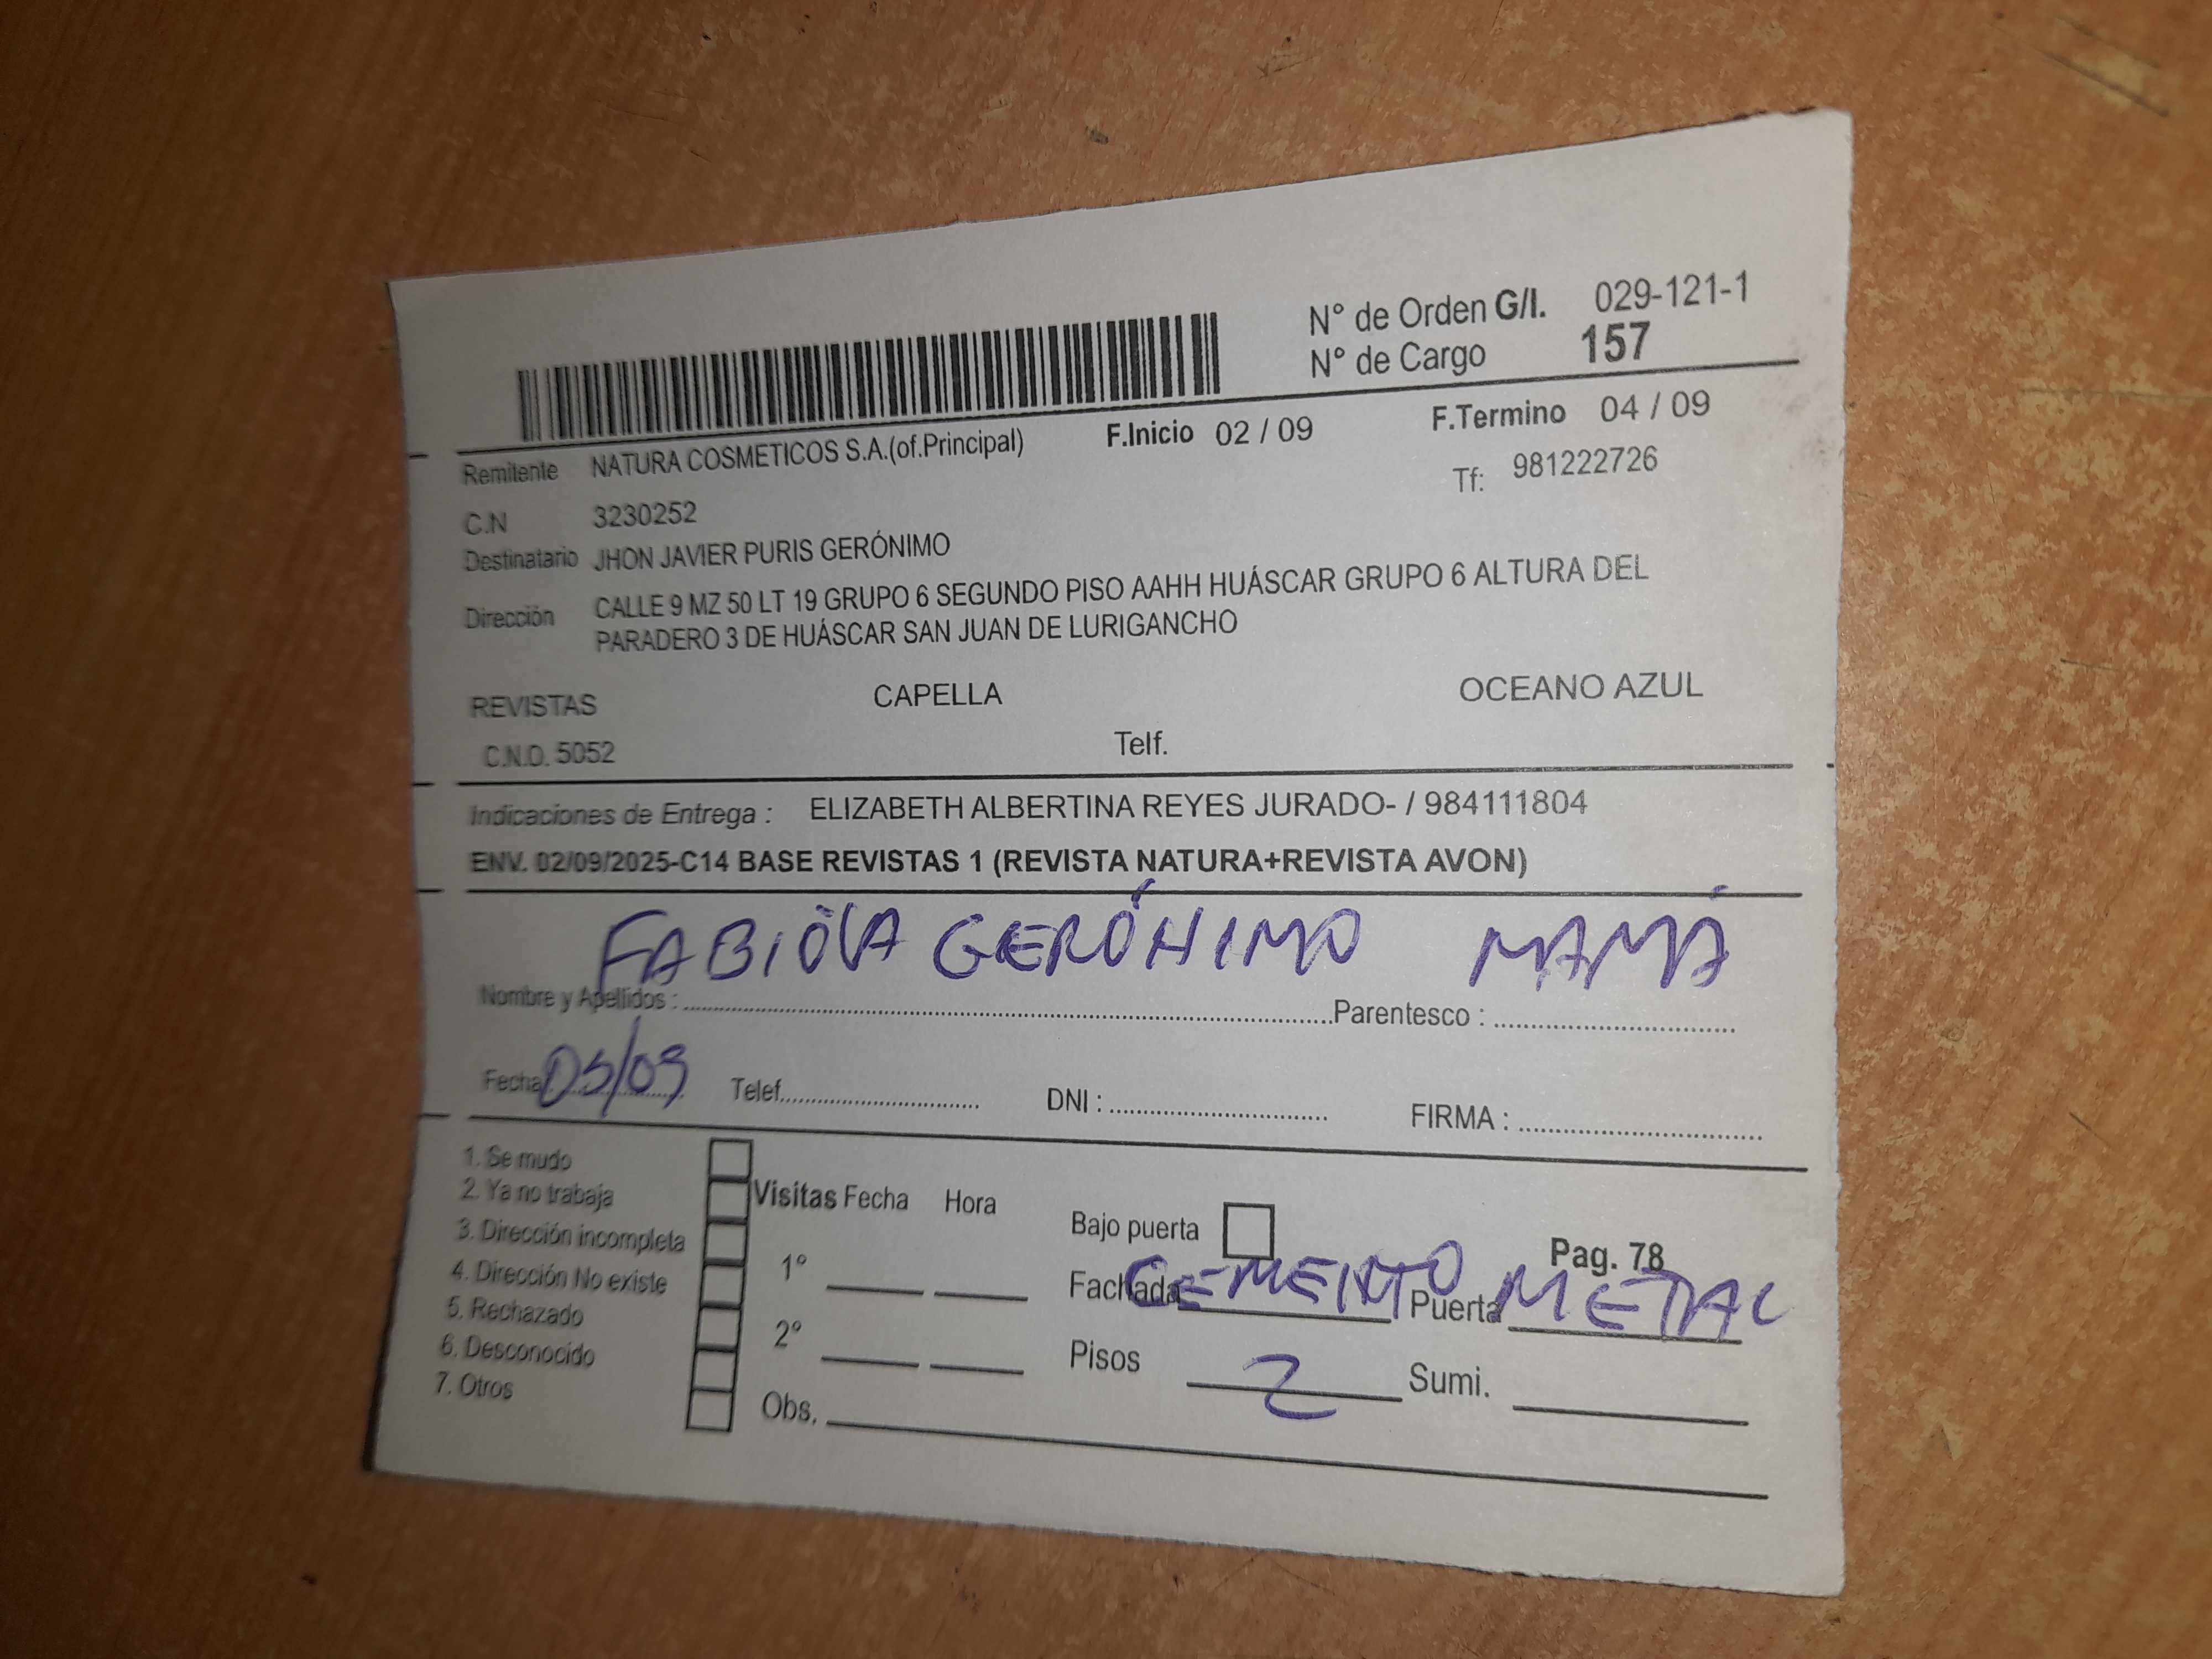 N° de Orden G/I. 029-121-1
N° de Cargo 157
Remitente NATURA COSMETICOS S.A.(of.Principal) F.Inicio 02 / 09 F.Termino 04 / 09
C.N 3230252 Tf: 981222726
Destinatario JHON JAVIER PURIS GERÓNIMO
Dirección CALLE 9 MZ 50 LT 19 GRUPO 6 SEGUNDO PISO AAHH HUÁSCAR GRUPO 6 ALTURA DEL
PARADERO 3 DE HUÁSCAR SAN JUAN DE LURIGANCHO
REVISTAS CAPELLA OCEANO AZUL
C.N.O. 5052 Telf.
Indicaciones de Entrega : ELIZABETH ALBERTINA REYES JURADO- / 984111804
ENV. 02/09/2025-C14 BASE REVISTAS 1 (REVISTA NATURA+REVISTA AVON)
FABIOLA GERÓNIMO MAMÁ
Nombre y Apellidos : Parentesco :
Fecha 05/09 Telef. DNI : FIRMA :
1. Se mudo
2. Ya no trabaja Visitas Fecha Hora Bajo puerta Pag. 78
3. Dirección incompleta
4. Dirección No existe 1° Fachada CEMENTO Puerta METAL
5. Rechazado
6. Desconocido 2° Pisos 2 Sumi.
7. Otros Obs.